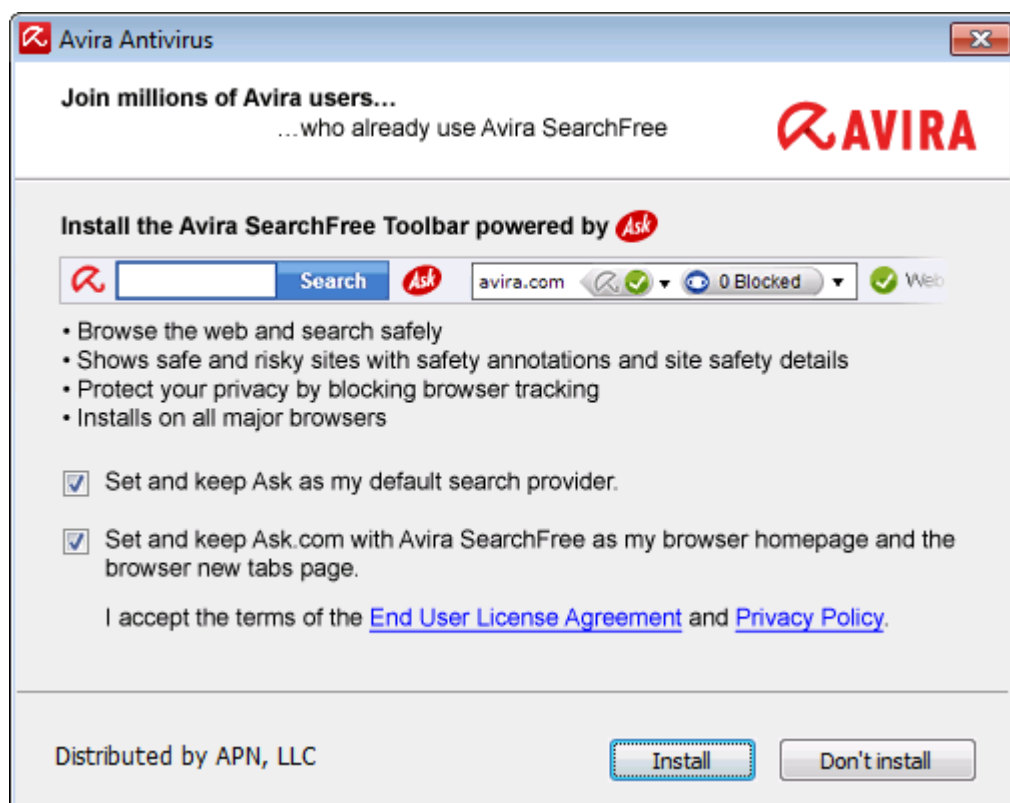 Avira Antivirus
Join millions of Avira users...
...who already use Avira SearchFree
AVIRA
Install the Avira SearchFree Toolbar powered by Ask
Search Ask avira.com 0 Blocked Web
• Browse the web and search safely
• Shows safe and risky sites with safety annotations and site safety details
• Protect your privacy by blocking browser tracking
• Installs on all major browsers
Set and keep Ask as my default search provider.
Set and keep Ask.com with Avira SearchFree as my browser homepage and the
browser new tabs page.
I accept the terms of the End User License Agreement and Privacy Policy.
Distributed by APN, LLC
Install
Don't install